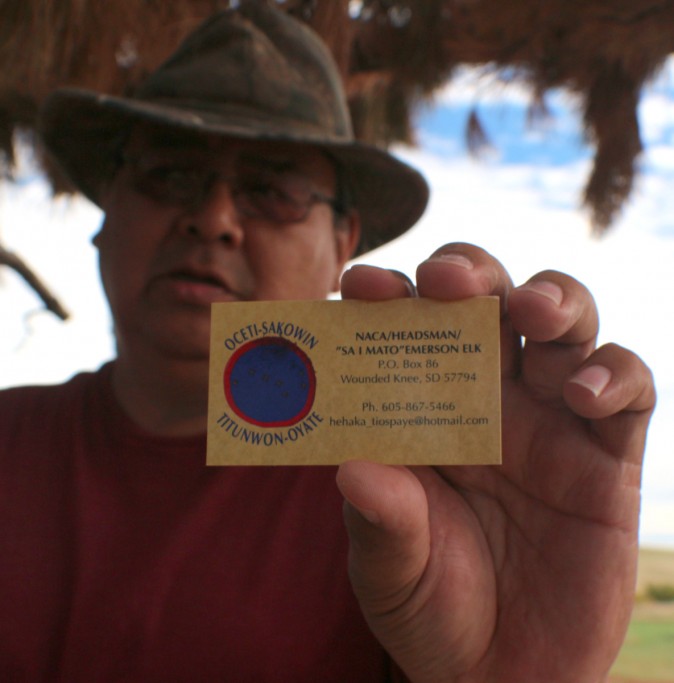 OCETI-SAKOWIN
TITUNWON-OYATE
NACA/HEADSMAN/
"SA I MATO"EMERSON ELK
P.O. Box 86
Wounded Knee, SD 57794
Ph. 605-867-5466
hehaka_tiospaye@hotmail.com